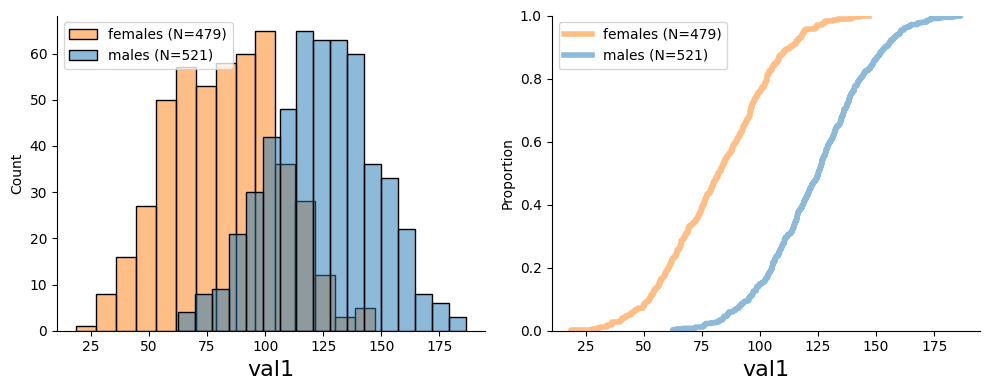 females (N=479)
males (N=521)
60
50
40
30
20
10
0
Count
25 50 75 100 125 150 175
val1
females (N=479)
males (N=521)
1.0
0.8
0.6
0.4
0.2
0.0
Proportion
25 50 75 100 125 150 175
val1